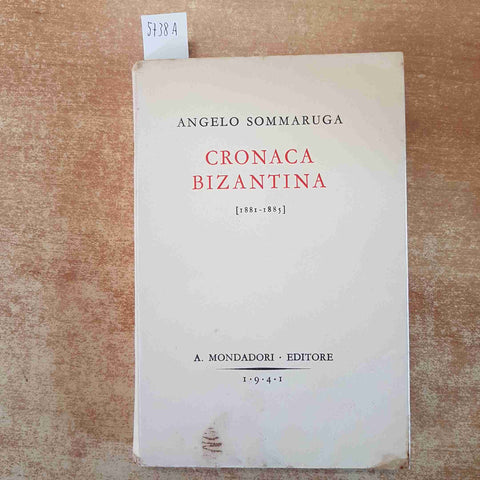 5738 A
ANGELO SOMMARUGA
CRONACA
BIZANTINA
[1881-1885]
A. MONDADORI · EDITORE
1·9·4·1